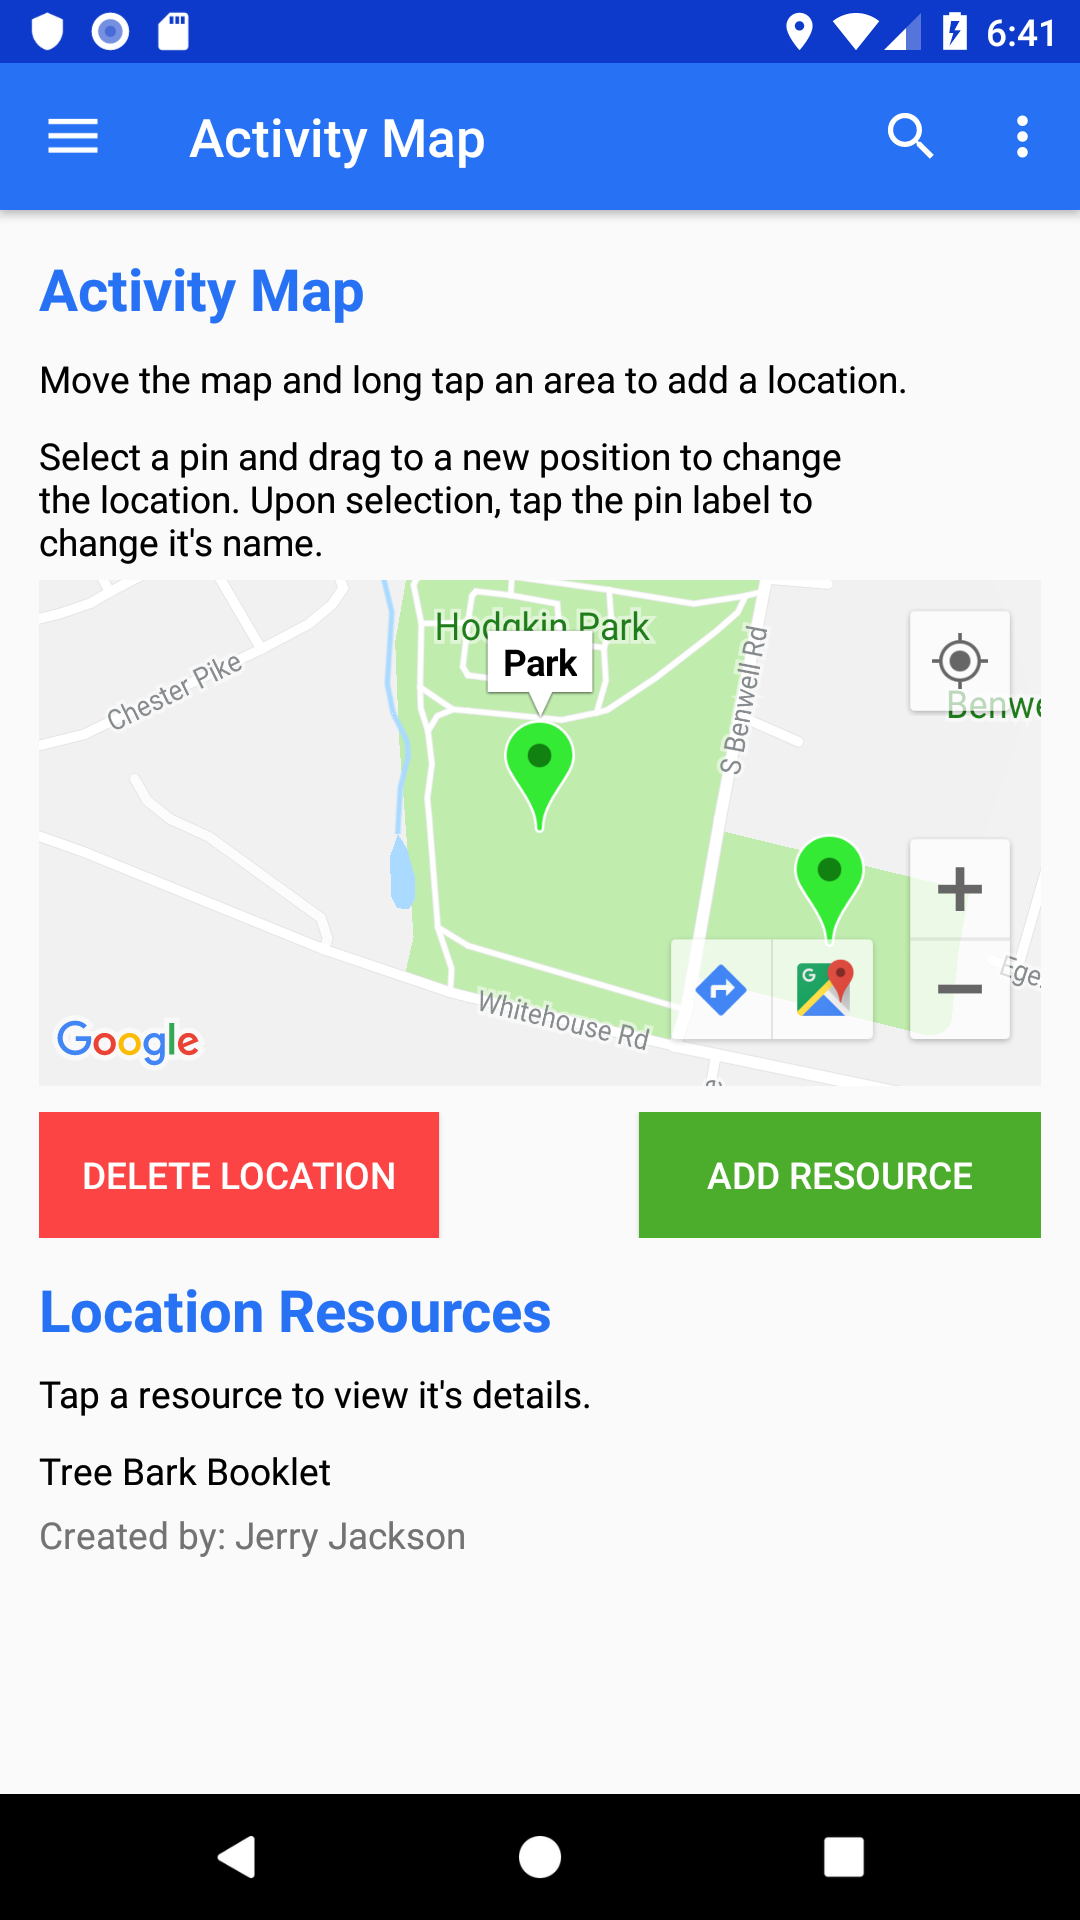 6:41
Activity Map
Activity Map
Move the map and long tap an area to add a location.
Select a pin and drag to a new position to change
the location. Upon selection, tap the pin label to
change it's name.
Hodgkin Park
Park
Chester Pike
S Benwell Rd
Benwe
Ege
Whitehouse Rd
G
Google
DELETE LOCATION
ADD RESOURCE
Location Resources
Tap a resource to view it's details.
Tree Bark Booklet
Created by: Jerry Jackson